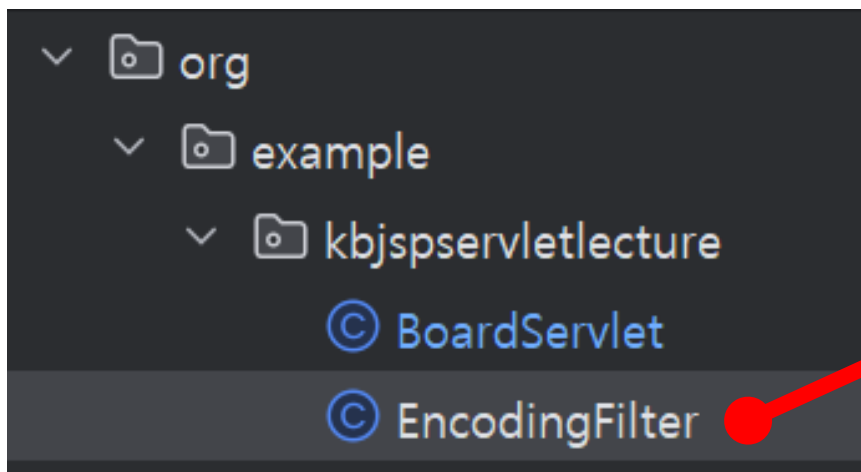 org
example
kbjspservletlecture
C BoardServlet
C EncodingFilter